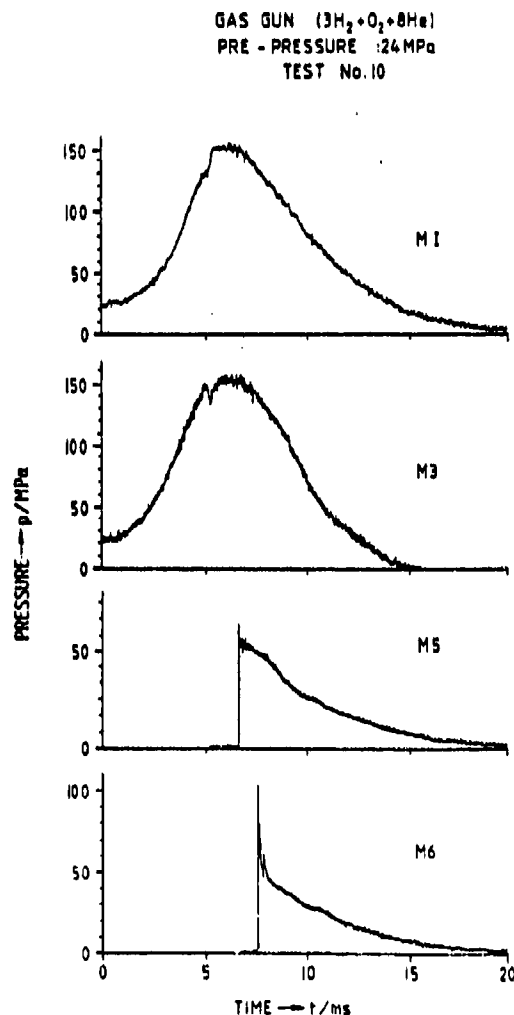 GAS GUN (3H₂+O₂+8He)
PRE-PRESSURE :24MPa
TEST No.10
150
100
50
0
M1
150
100
50
0
M3
PRESSURE→p/MPa
50
0
M5
100
50
0
M6
0 5 10 15 20
TIME → t/ms